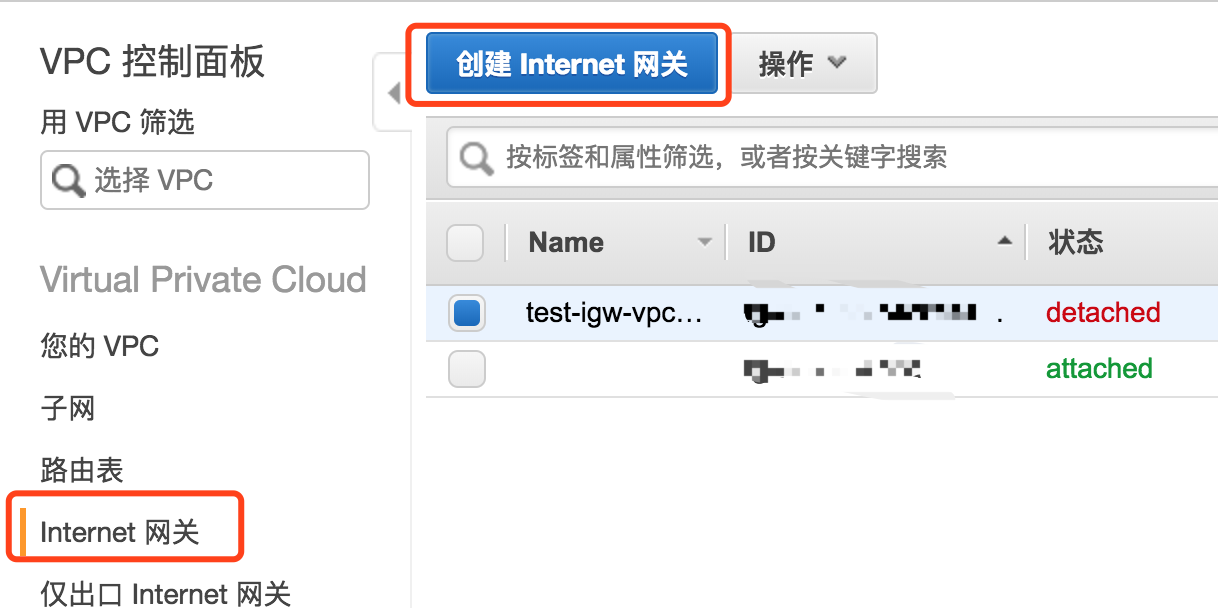 VPC 控制面板
用 VPC 筛选
选择 VPC
Virtual Private Cloud
您的 VPC
子网
路由表
Internet 网关
仅出口 Internet 网关
创建 Internet 网关
操作
按标签和属性筛选，或者按关键字搜索
Name ID 状态
test-igw-vpc… detached
attached